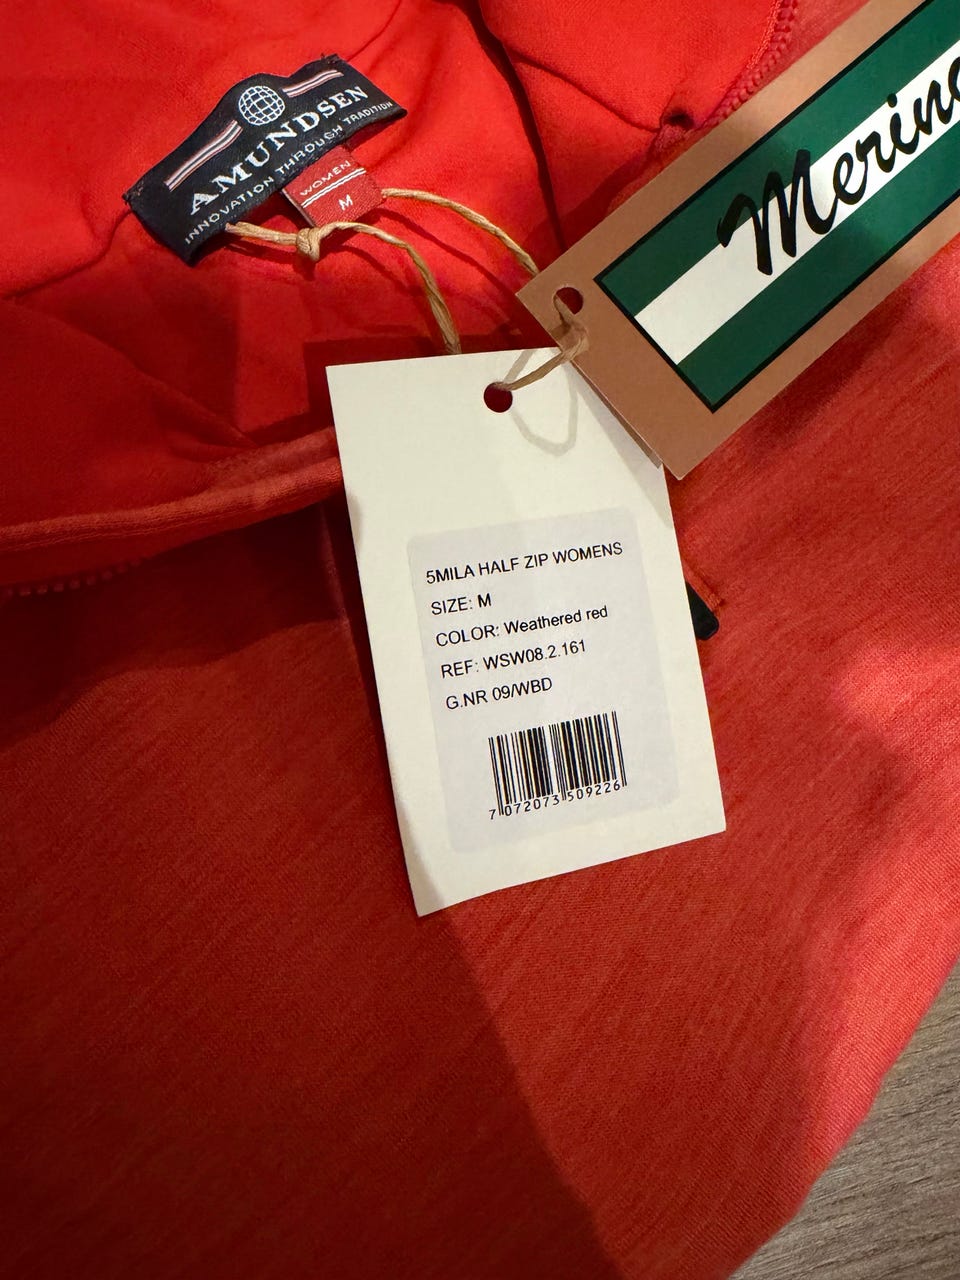 AMUNDSEN
INNOVATION THROUGH TRADITION
WOMEN
M
Merino
5MILA HALF ZIP WOMENS
SIZE: M
COLOR: Weathered red
REF: WSW08.2.161
G.NR 09/WBD
7 072073 509226